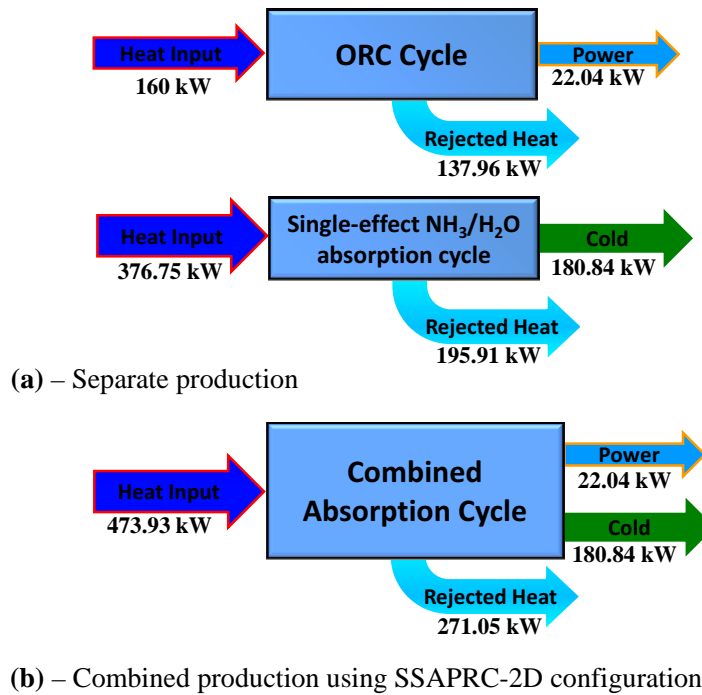 Heat Input
160 kW
ORC Cycle
Power
22.04 kW
Rejected Heat
137.96 kW
Heat Input
376.75 kW
Single-effect NH₃/H₂O
absorption cycle
Cold
180.84 kW
Rejected Heat
195.91 kW
(a) – Separate production
Heat Input
473.93 kW
Combined
Absorption Cycle
Power
22.04 kW
Cold
180.84 kW
Rejected Heat
271.05 kW
(b) – Combined production using SSAPRC-2D configuration